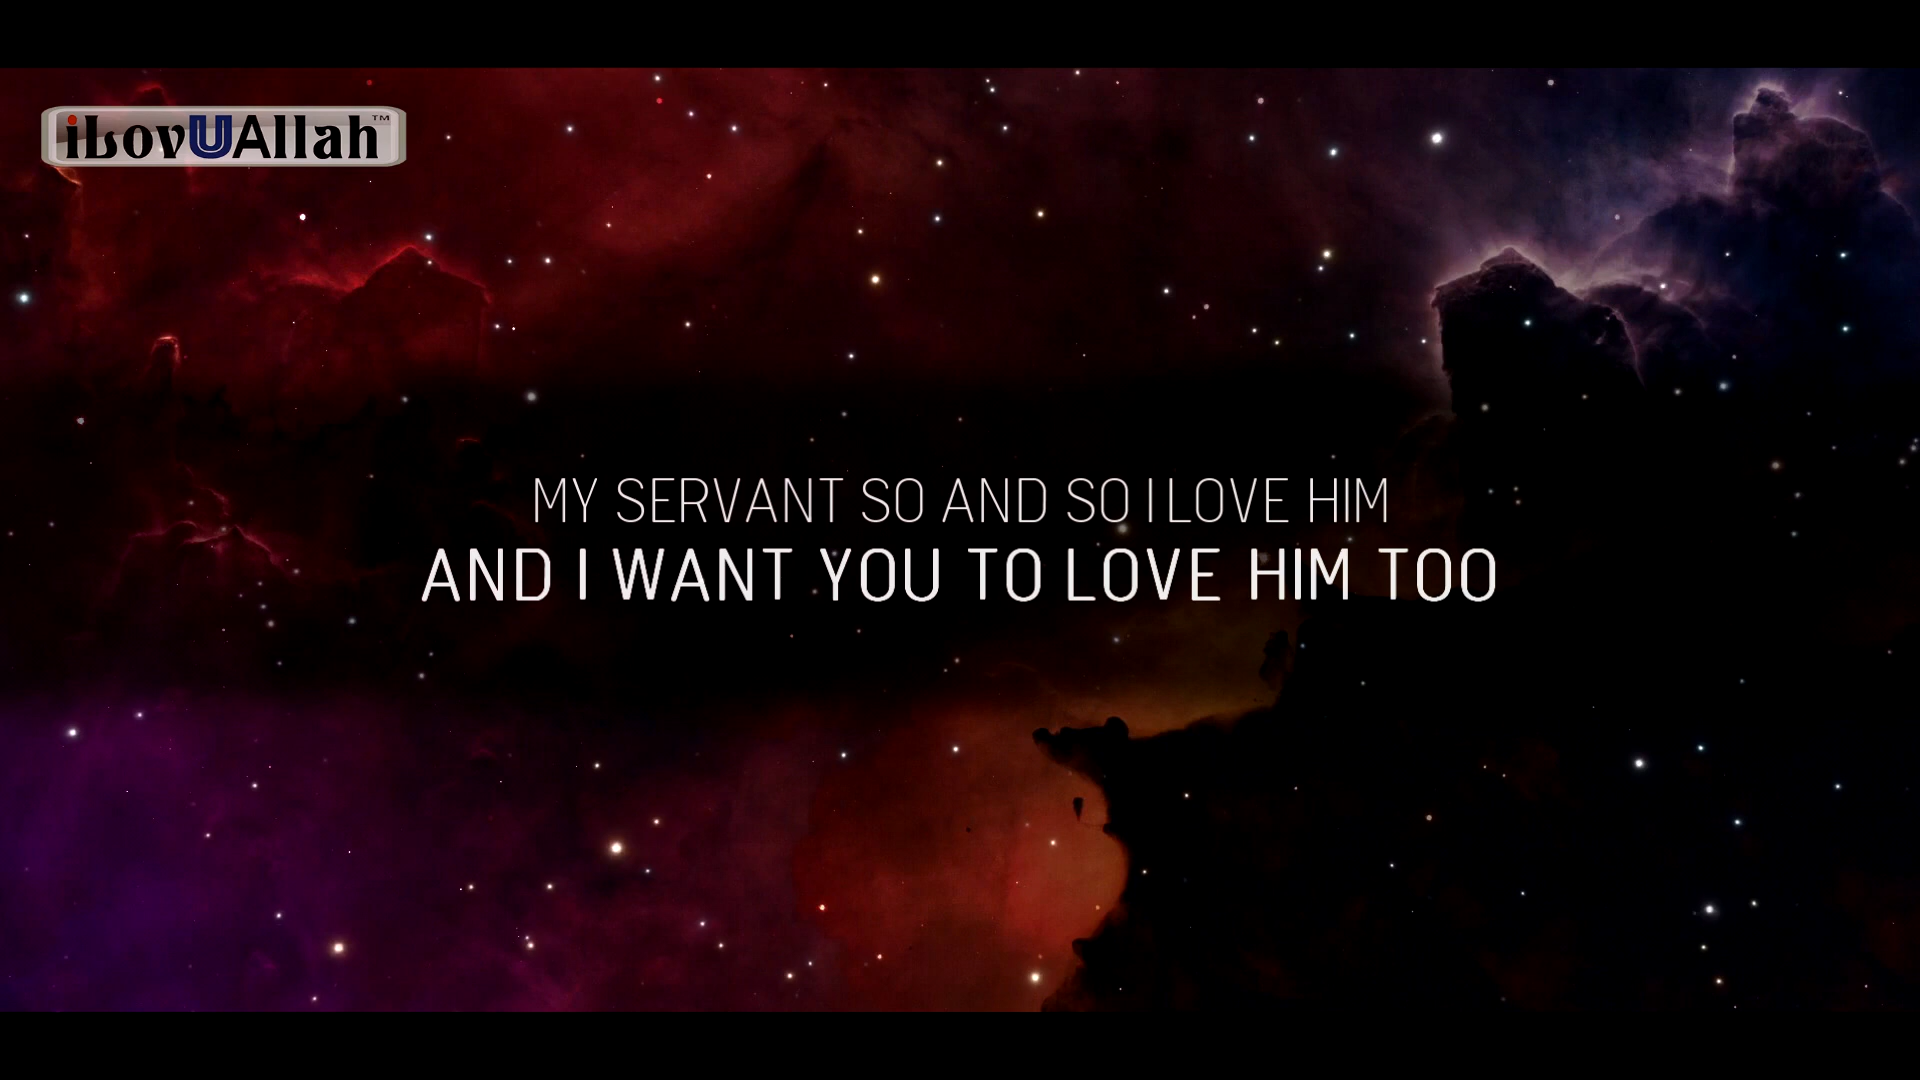 iLovUAllah™
MY SERVANT SO AND SO I LOVE HIM
AND I WANT YOU TO LOVE HIM TOO